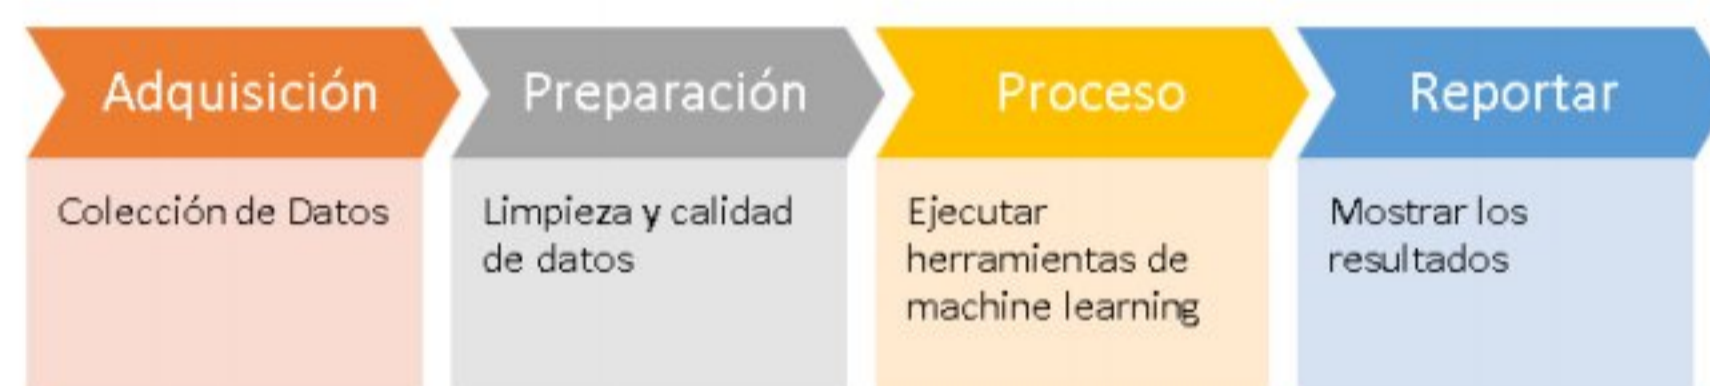 Adquisición
Colección de Datos
Preparación
Limpieza y calidad
de datos
Proceso
Ejecutar
herramientas de
machine learning
Reportar
Mostrar los
resultados